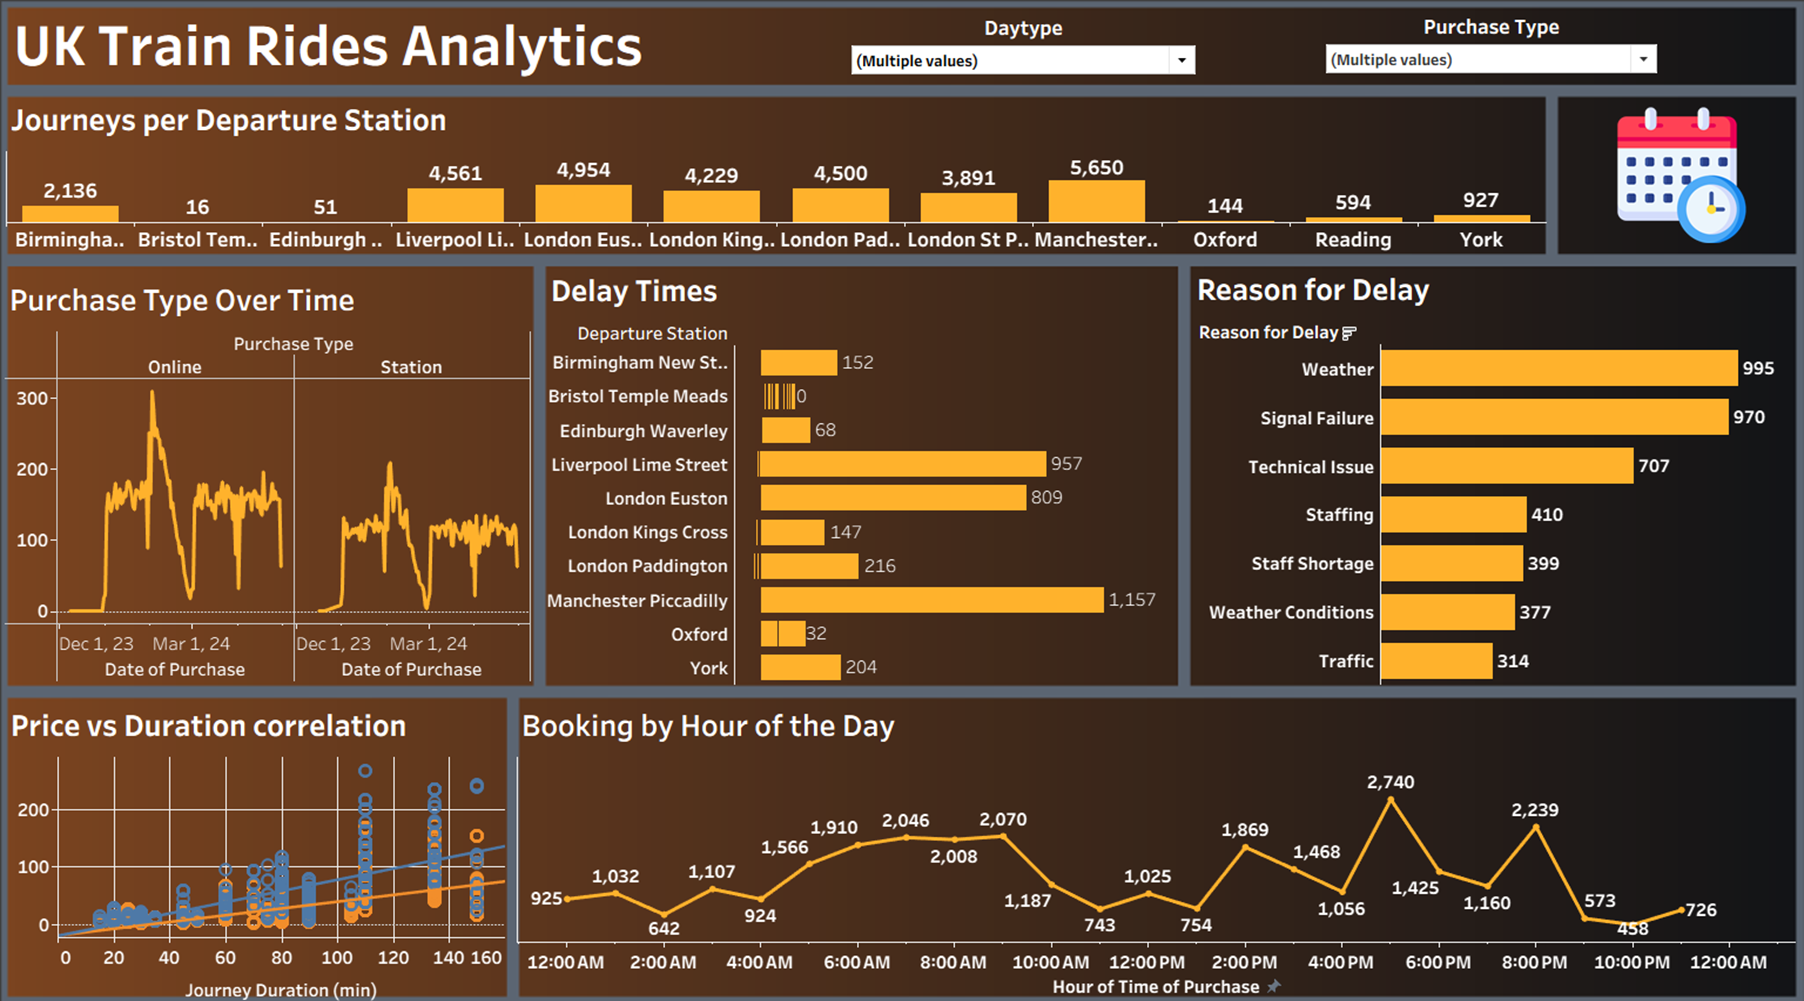 UK Train Rides Analytics
Daytype
(Multiple values)
Purchase Type
(Multiple values)
Journeys per Departure Station
2,136 16 51 4,561 4,954 4,229 4,500 3,891 5,650 144 594 927
Birmingha.. Bristol Tem.. Edinburgh .. Liverpool Li.. London Eus.. London King.. London Pad.. London St P.. Manchester.. Oxford Reading York
Purchase Type Over Time
Purchase Type
Online Station
300
200
100
0
Dec 1, 23 Mar 1, 24 Dec 1, 23 Mar 1, 24
Date of Purchase Date of Purchase
Delay Times
Departure Station
Birmingham New St.. 152
Bristol Temple Meads 0
Edinburgh Waverley 68
Liverpool Lime Street 957
London Euston 809
London Kings Cross 147
London Paddington 216
Manchester Piccadilly 1,157
Oxford 32
York 204
Reason for Delay
Reason for Delay
Weather 995
Signal Failure 970
Technical Issue 707
Staffing 410
Staff Shortage 399
Weather Conditions 377
Traffic 314
Price vs Duration correlation
200
100
0
0 20 40 60 80 100 120 140 160
Journey Duration (min)
Booking by Hour of the Day
925 1,032 642 1,107 924 1,566 1,910 2,046 2,008 2,070 1,187 743 1,025 754 1,869 1,468 1,056 2,740 1,425 1,160 2,239 573 458 726
12:00 AM 2:00 AM 4:00 AM 6:00 AM 8:00 AM 10:00 AM 12:00 PM 2:00 PM 4:00 PM 6:00 PM 8:00 PM 10:00 PM 12:00 AM
Hour of Time of Purchase